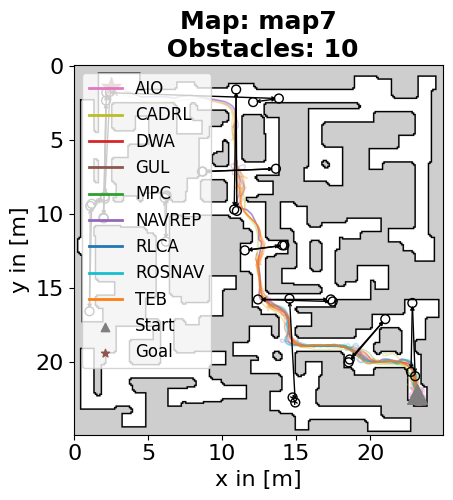 Map: map7
Obstacles: 10
0
5
10
15
20
y in [m]
AIO
CADRL
DWA
GUL
MPC
NAVREP
RLCA
ROSNAV
TEB
Start
Goal
0 5 10 15 20
x in [m]